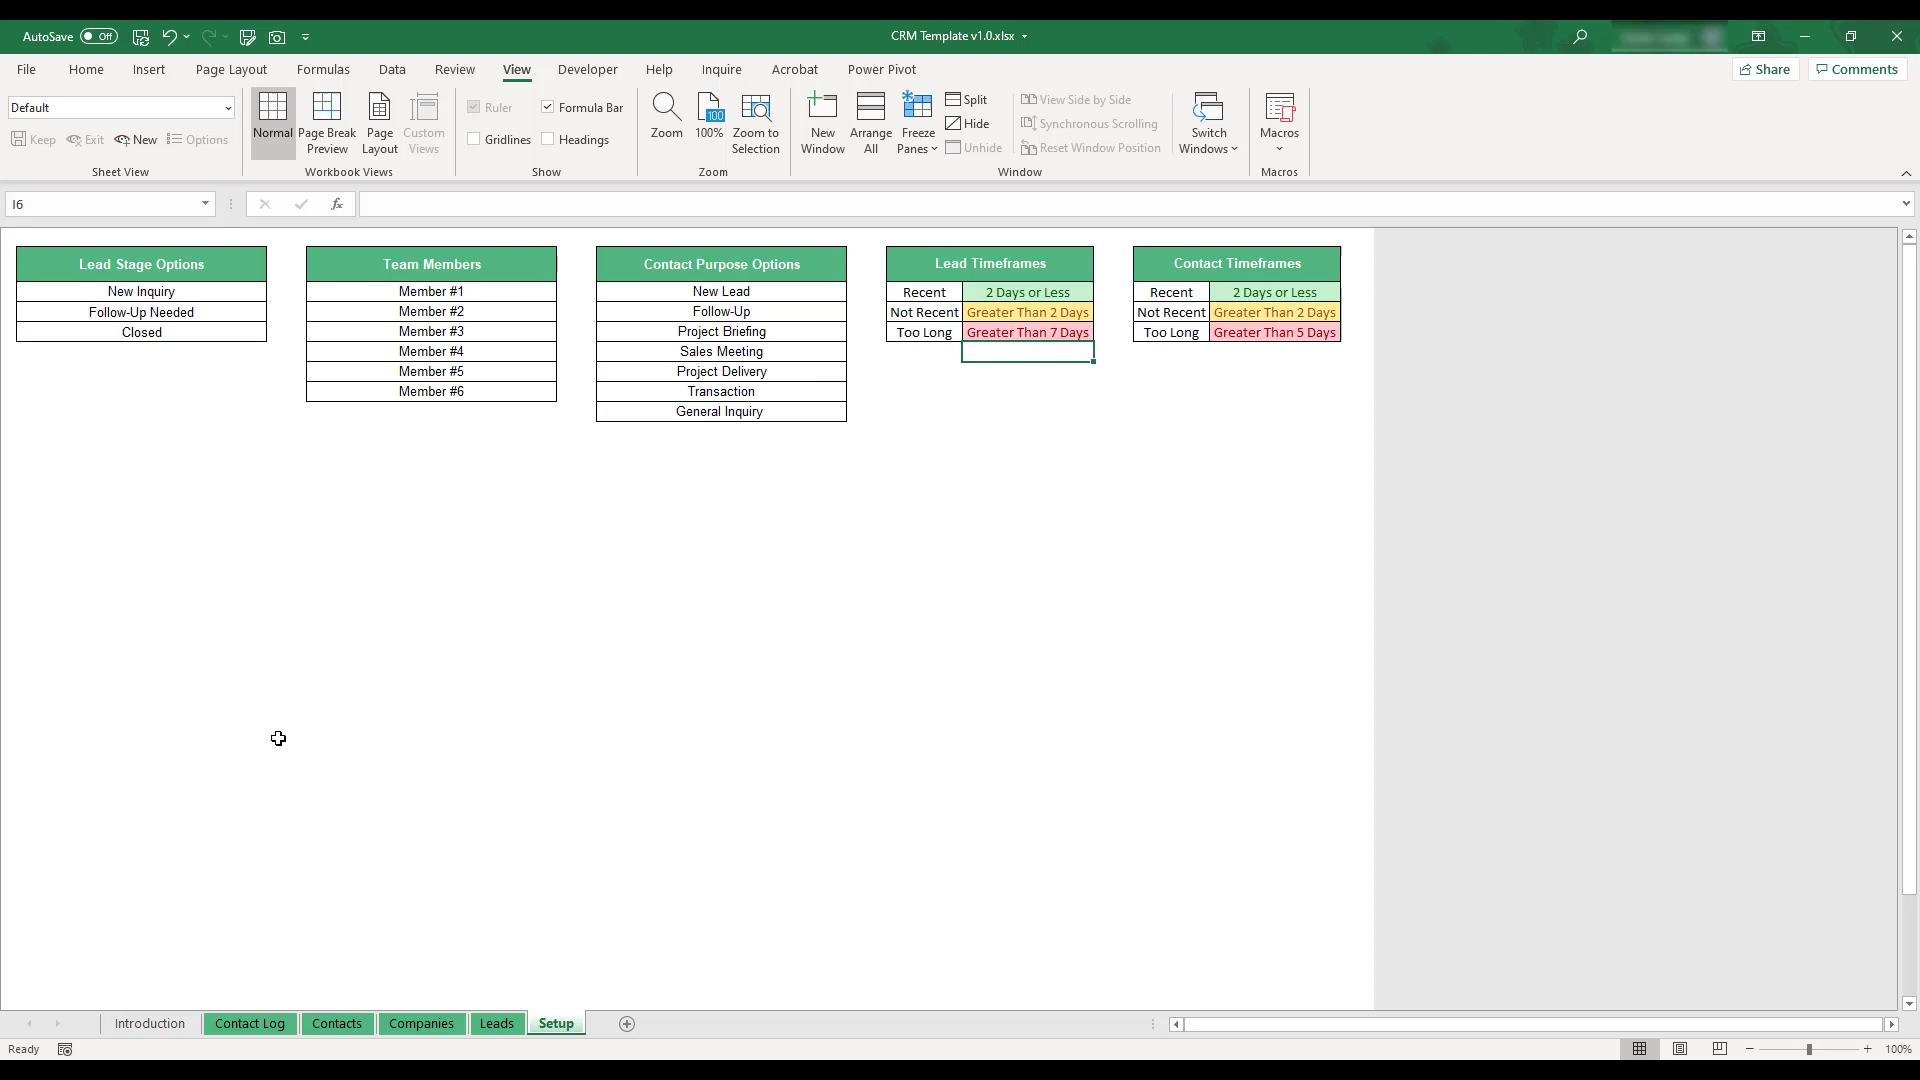 AutoSave Off CRM Template v1.0.xlsx
File Home Insert Page Layout Formulas Data Review View Developer Help Inquire Acrobat Power Pivot Share Comments
Default
Keep Exit New Options
Sheet View
Normal
Page Break Preview
Page Layout
Custom Views
Workbook Views
Ruler Formula Bar
Gridlines Headings
Show
Zoom
100
100%
Zoom to Selection
Zoom
New Window
Arrange All
Freeze Panes
Split
Hide
Unhide
View Side by Side
Synchronous Scrolling
Reset Window Position
Switch Windows
Window
Macros
Macros
I6 fx
Lead Stage Options
New Inquiry
Follow-Up Needed
Closed
Team Members
Member #1
Member #2
Member #3
Member #4
Member #5
Member #6
Contact Purpose Options
New Lead
Follow-Up
Project Briefing
Sales Meeting
Project Delivery
Transaction
General Inquiry
Lead Timeframes
Recent 2 Days or Less
Not Recent Greater Than 2 Days
Too Long Greater Than 7 Days
Contact Timeframes
Recent 2 Days or Less
Not Recent Greater Than 2 Days
Too Long Greater Than 5 Days
Introduction Contact Log Contacts Companies Leads Setup
Ready 100%